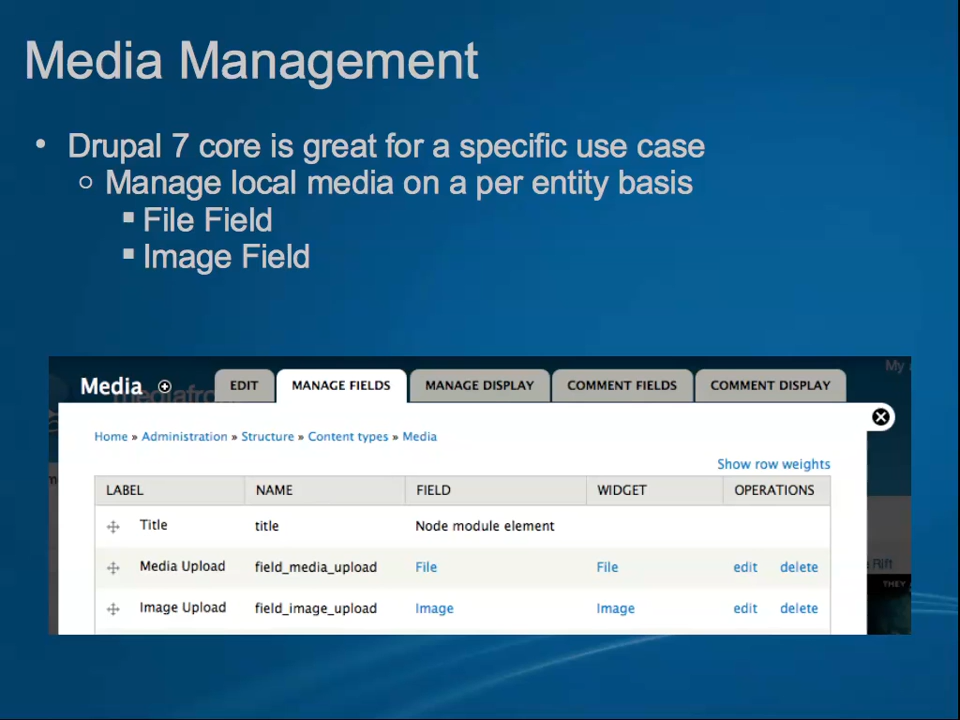 Media Management
• Drupal 7 core is great for a specific use case
○ Manage local media on a per entity basis
▪ File Field
▪ Image Field
My
Media
EDIT MANAGE FIELDS MANAGE DISPLAY COMMENT FIELDS COMMENT DISPLAY
Home » Administration » Structure » Content types » Media
Show row weights
LABEL NAME FIELD WIDGET OPERATIONS
Title title Node module element
Media Upload field_media_upload File File edit delete
Rift
THEY
Image Upload field_image_upload Image Image edit delete